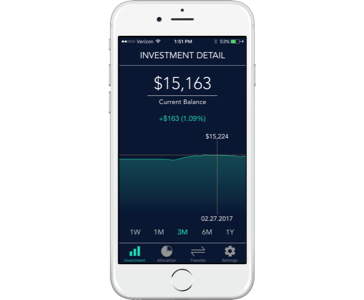 Verizon 1:51 PM 53%
INVESTMENT DETAIL
$15,163
Current Balance
+$163 (1.09%)
$15,224
02.27.2017
1W 1M 3M 6M 1Y
Investment Allocation Transfer Settings